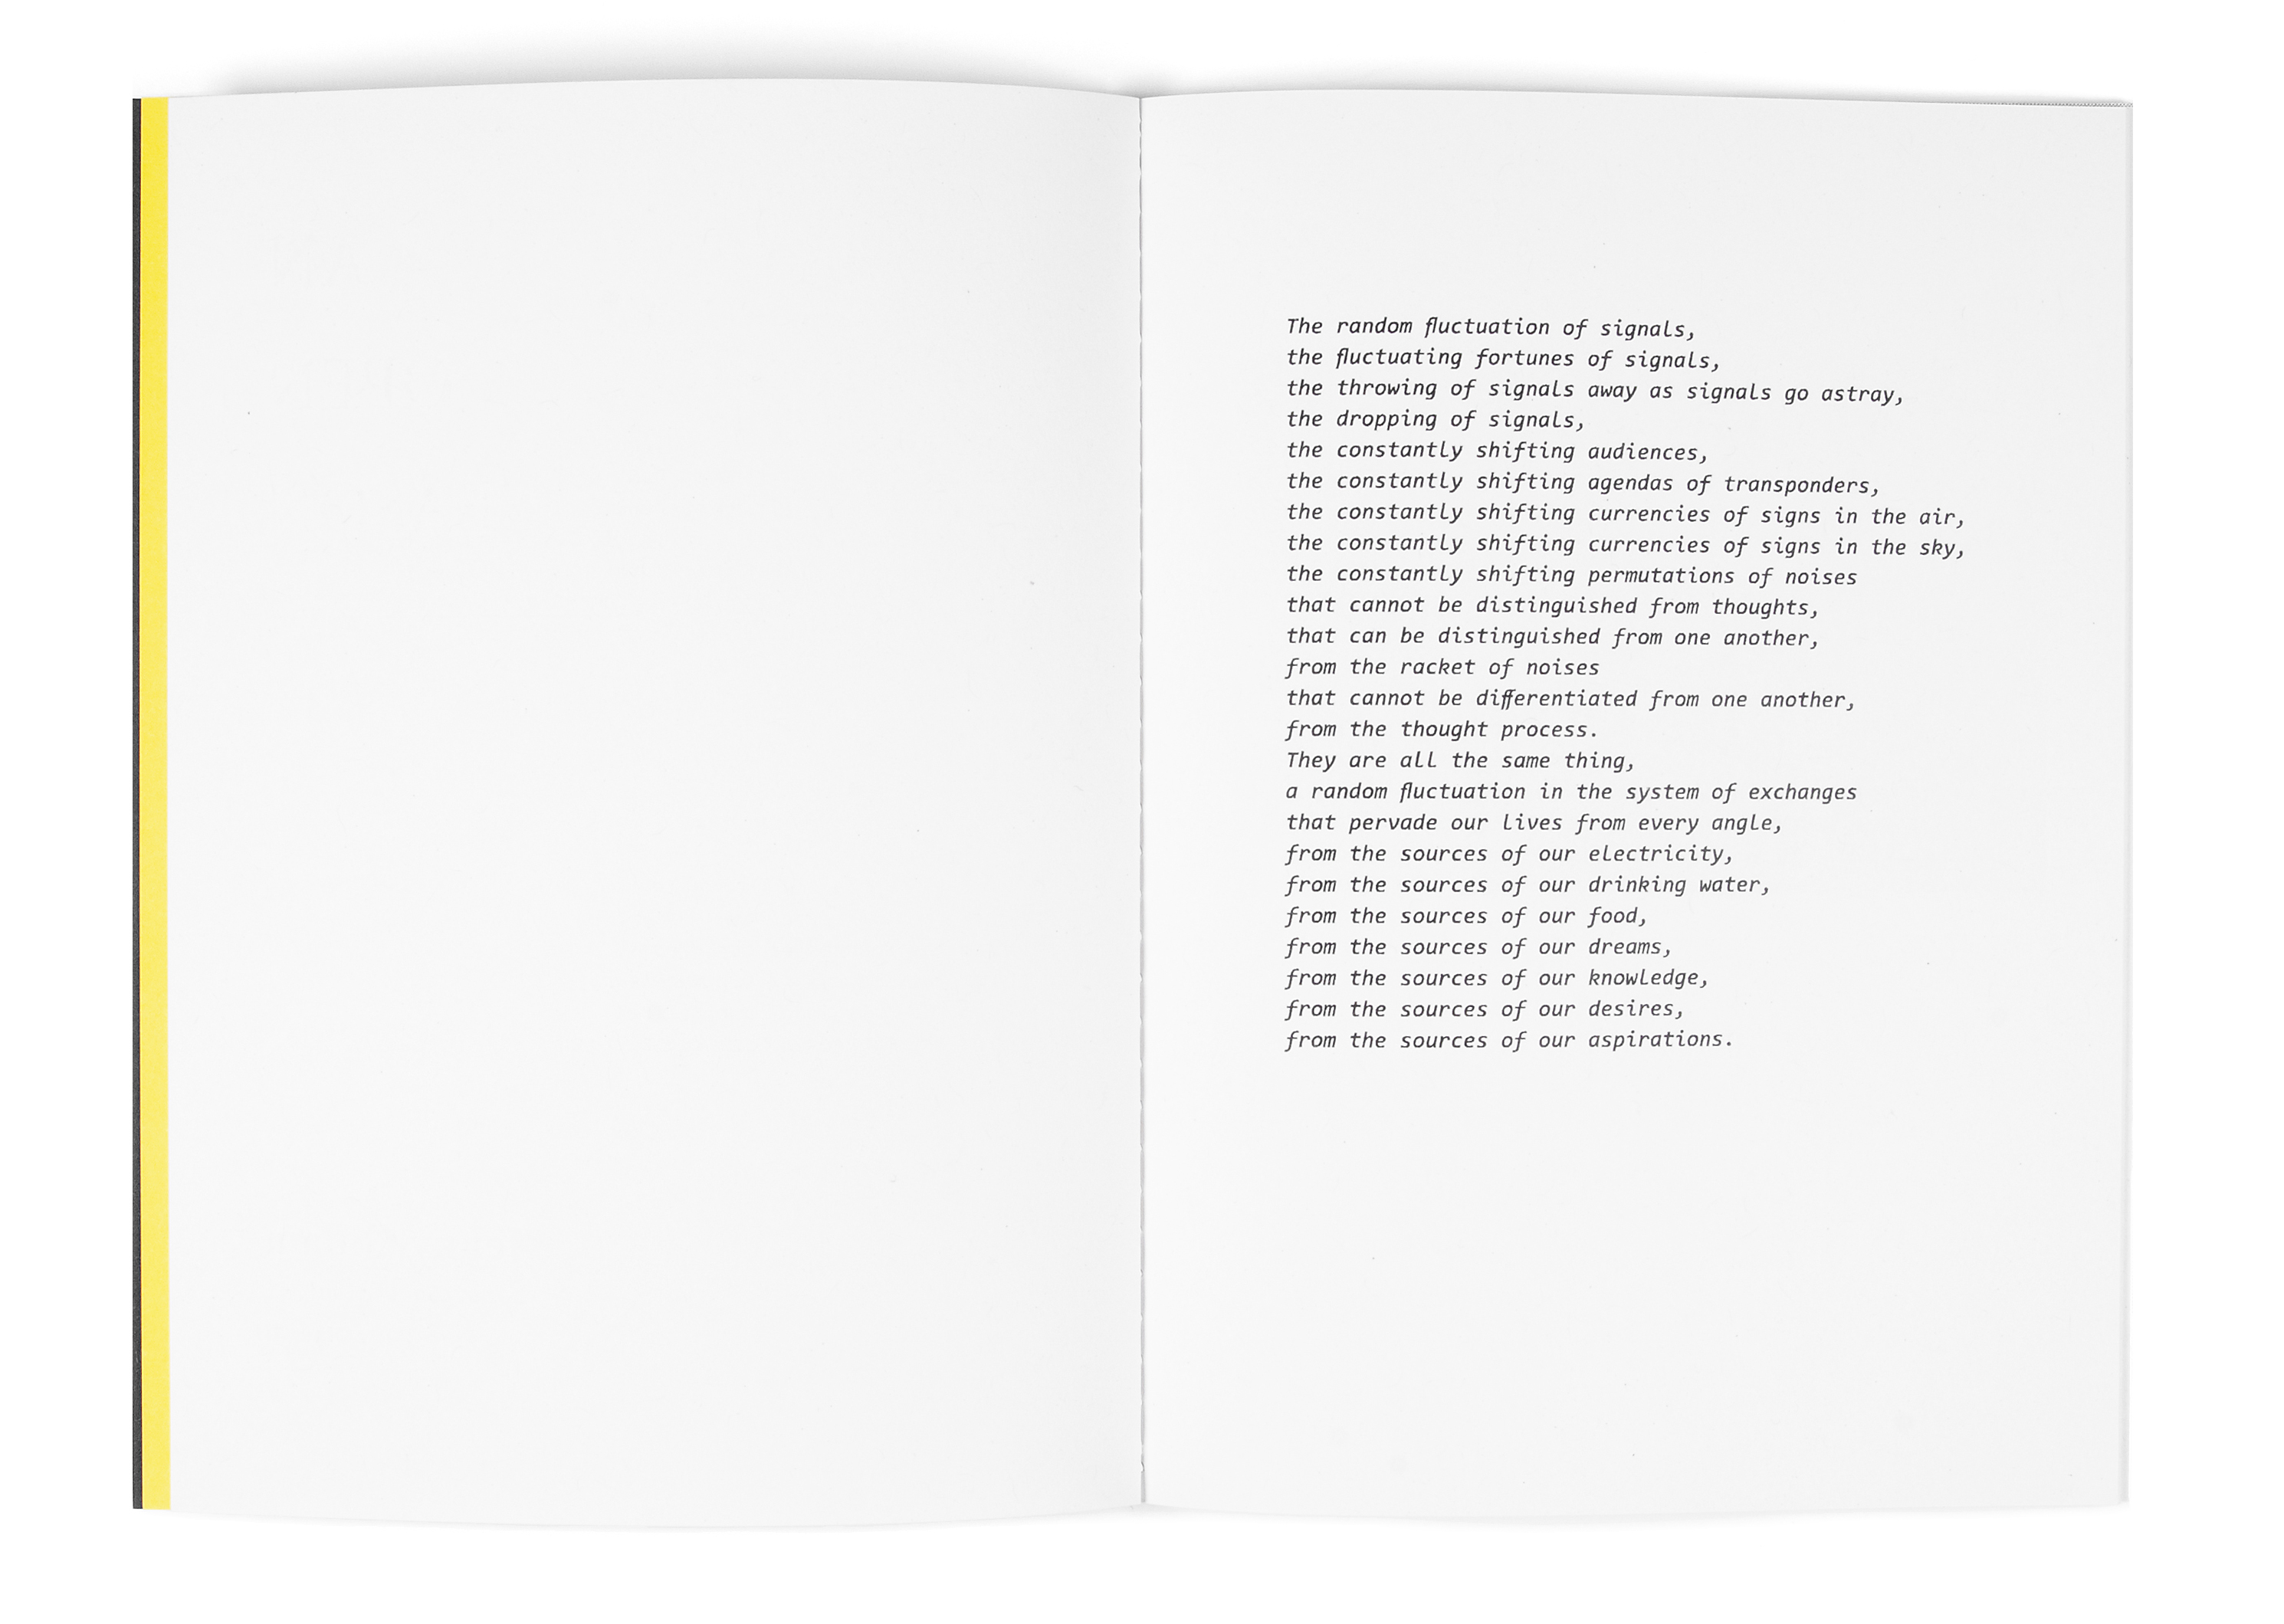 The random fluctuation of signals,
the fluctuating fortunes of signals,
the throwing of signals away as signals go astray,
the dropping of signals,
the constantly shifting audiences,
the constantly shifting agendas of transponders,
the constantly shifting currencies of signs in the air,
the constantly shifting currencies of signs in the sky,
the constantly shifting permutations of noises
that cannot be distinguished from thoughts,
that can be distinguished from one another,
from the racket of noises
that cannot be differentiated from one another,
from the thought process.
They are all the same thing,
a random fluctuation in the system of exchanges
that pervade our lives from every angle,
from the sources of our electricity,
from the sources of our drinking water,
from the sources of our food,
from the sources of our dreams,
from the sources of our knowledge,
from the sources of our desires,
from the sources of our aspirations.